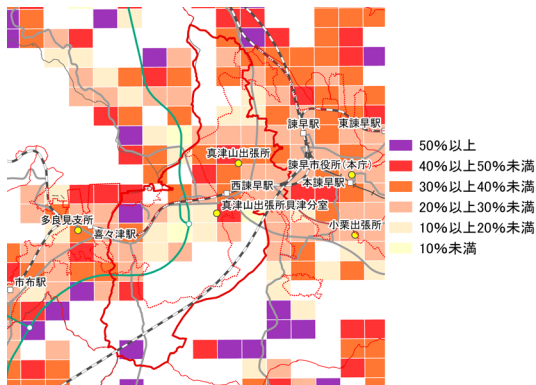 諫早駅
東諫早駅
真津山出張所
諫早市役所(本庁)
西諫早駅
本諫早駅
真津山出張所貝津分室
多良見支所
小栗出張所
喜々津駅
市布駅
50%以上
40%以上50%未満
30%以上40%未満
20%以上30%未満
10%以上20%未満
10%未満